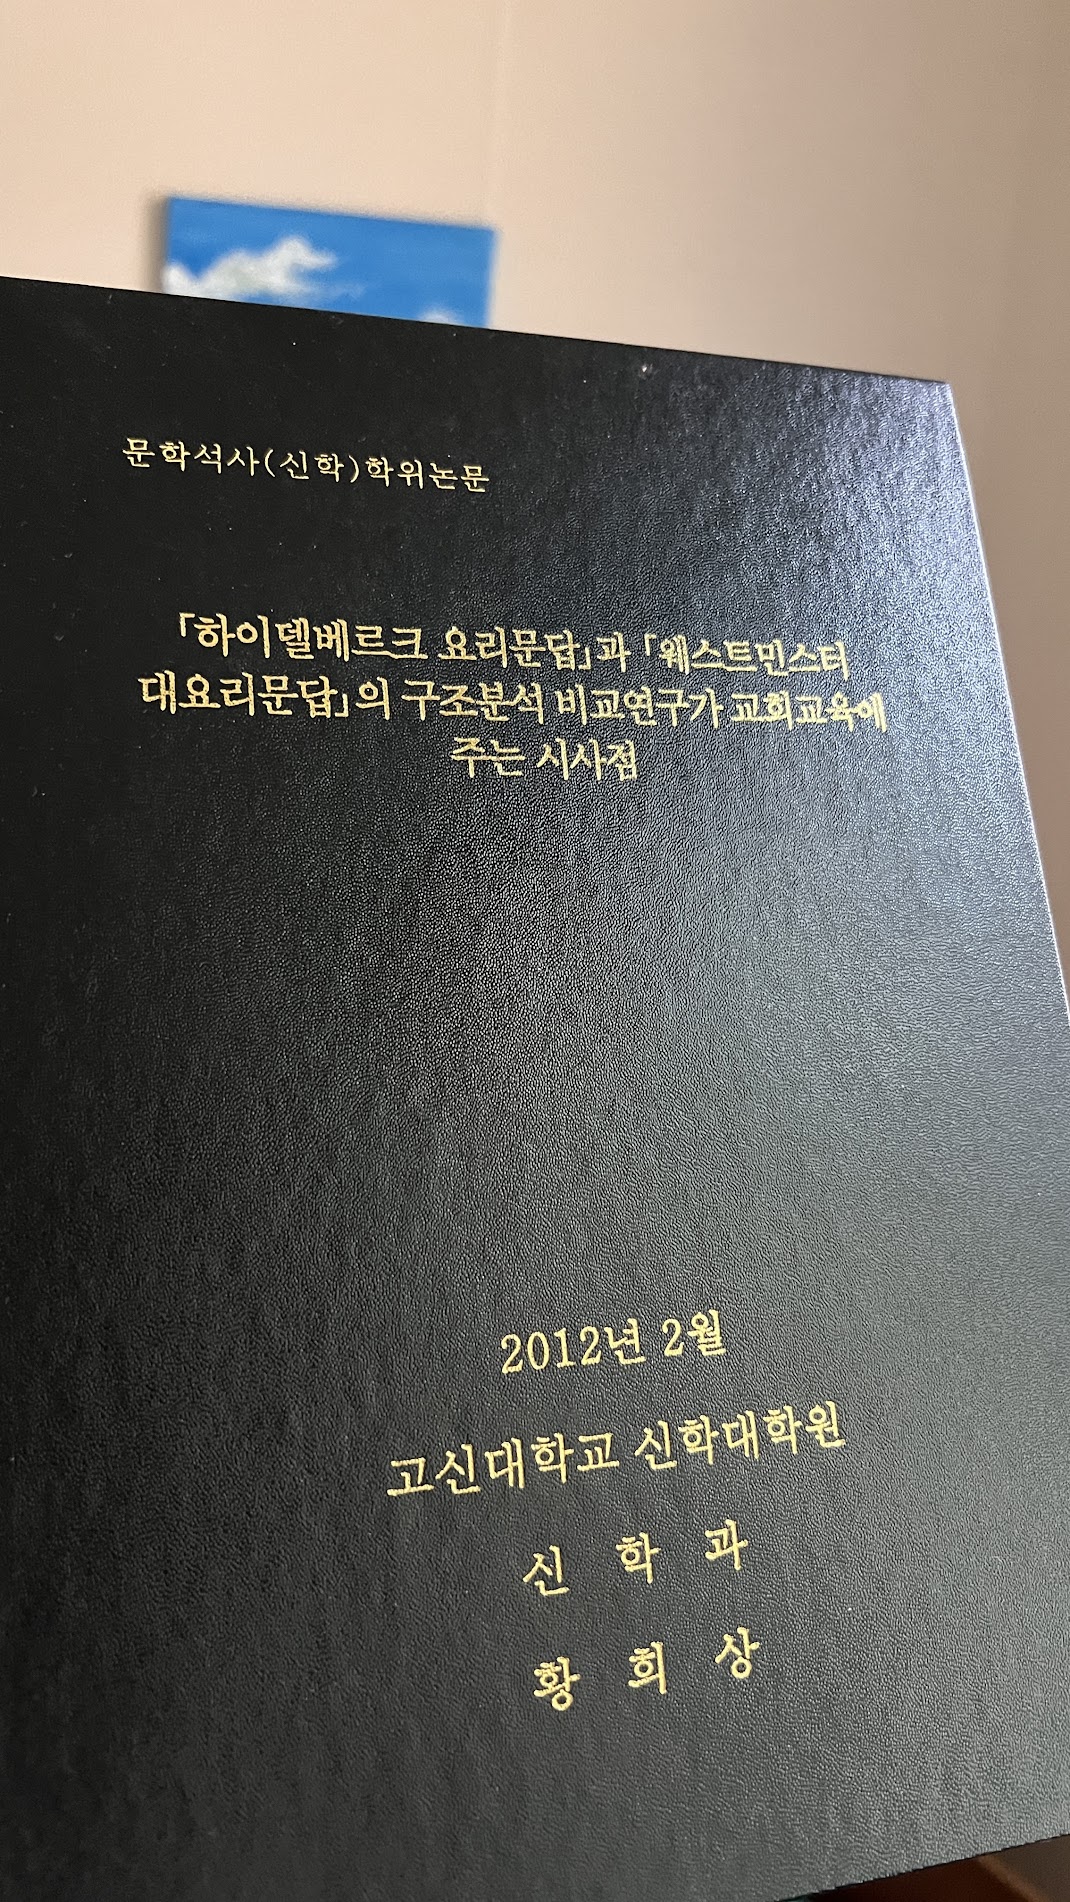 문학석사(신학)학위논문
「하이델베르크 요리문답」과 「웨스트민스터
대요리문답」의 구조분석 비교연구가 교회교육에
주는 시사점
2012년 2월
고신대학교 신학대학원
신 학 과
황 희 상